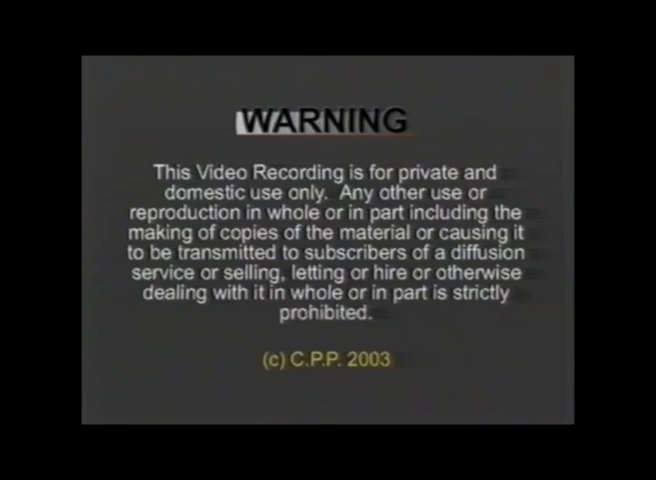 WARNING
This Video Recording is for private and
domestic use only. Any other use or
reproduction in whole or in part including the
making of copies of the material or causing it
to be transmitted to subscribers of a diffusion
service or selling, letting or hire or otherwise
dealing with it in whole or in part is strictly
prohibited.
(c) C.P.P. 2003